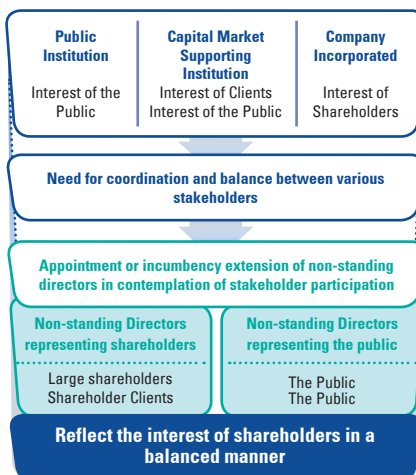 Public
Institution
Interest of the
Public
Capital Market
Supporting
Institution
Interest of Clients
Interest of the Public
Company
Incorporated
Interest of
Shareholders
Need for coordination and balance between various
stakeholders
Appointment or incumbency extension of non-standing
directors in contemplation of stakeholder participation
Non-standing Directors
representing shareholders
Large shareholders
Shareholder Clients
Non-standing Directors
representing the public
The Public
The Public
Reflect the interest of shareholders in a
balanced manner